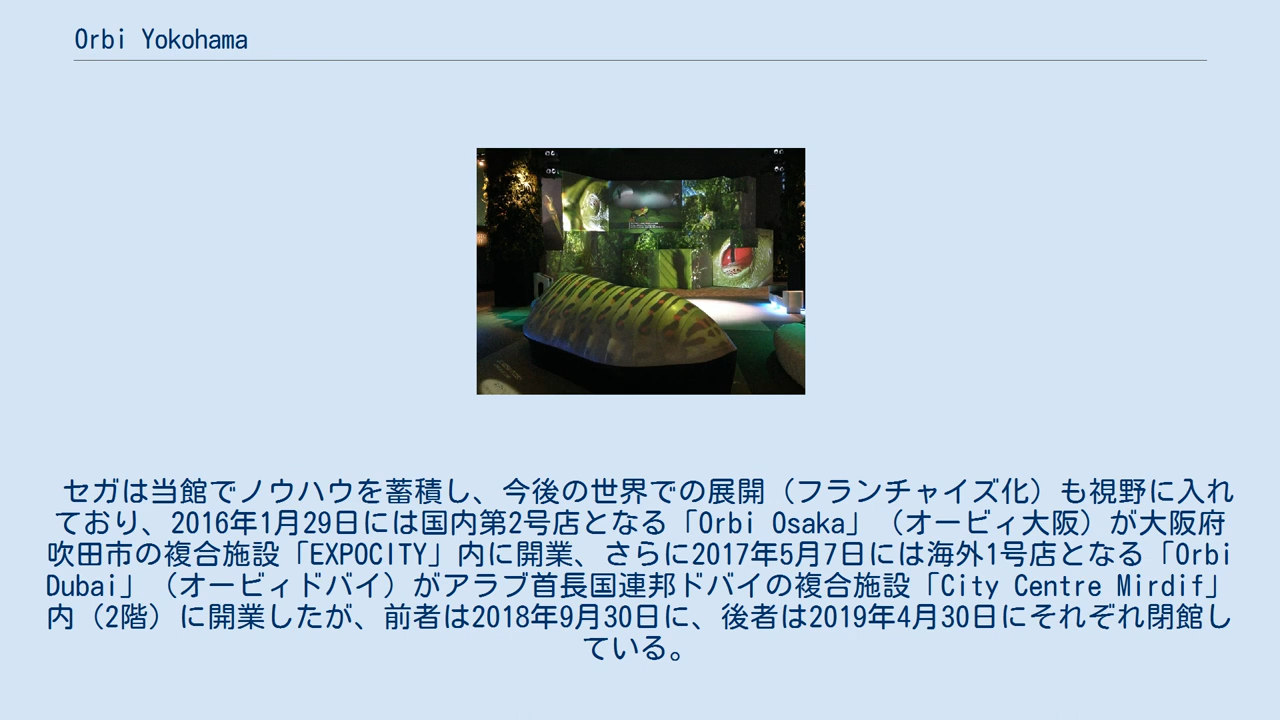 Orbi Yokohama
セガは当館でノウハウを蓄積し、今後の世界での展開（フランチャイズ化）も視野に入れ
ており、2016年1月29日には国内第2号店となる「Orbi Osaka」（オービィ大阪）が大阪府
吹田市の複合施設「EXPOCITY」内に開業、さらに2017年5月7日には海外1号店となる「Orbi
Dubai」（オービィドバイ）がアラブ首長国連邦ドバイの複合施設「City Centre Mirdif」
内（2階）に開業したが、前者は2018年9月30日に、後者は2019年4月30日にそれぞれ閉館し
ている。